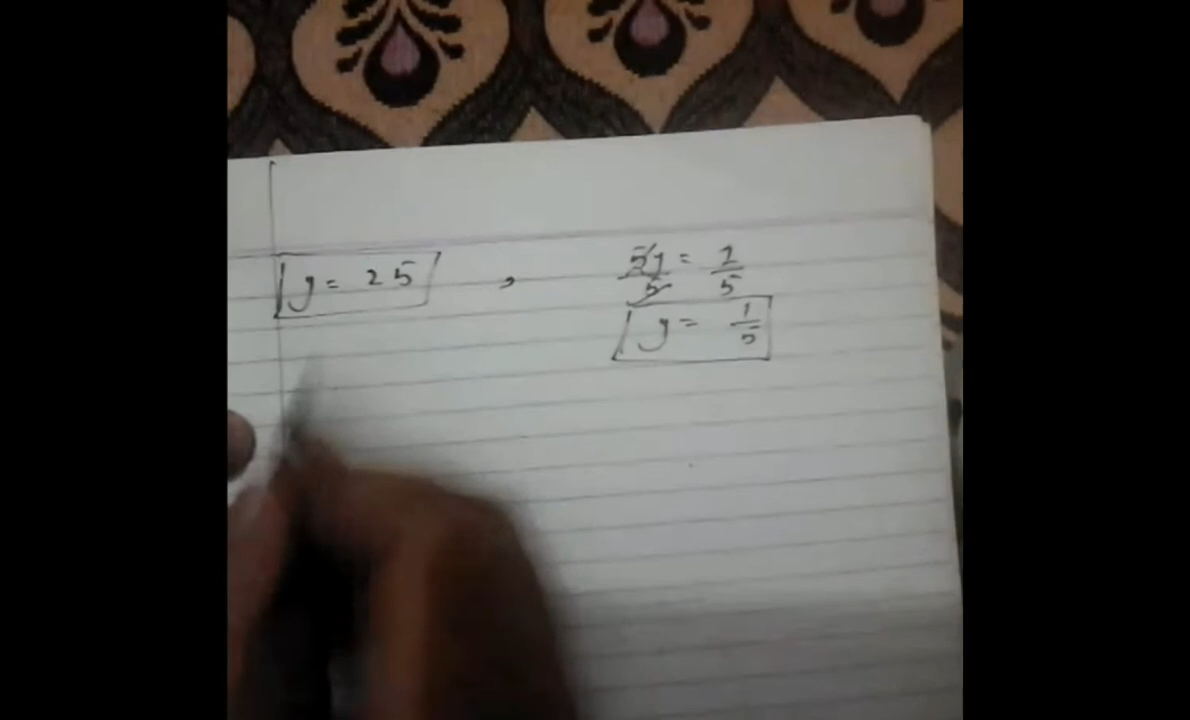 y = 25 , 5y/5 = 1/5
y = 1/5